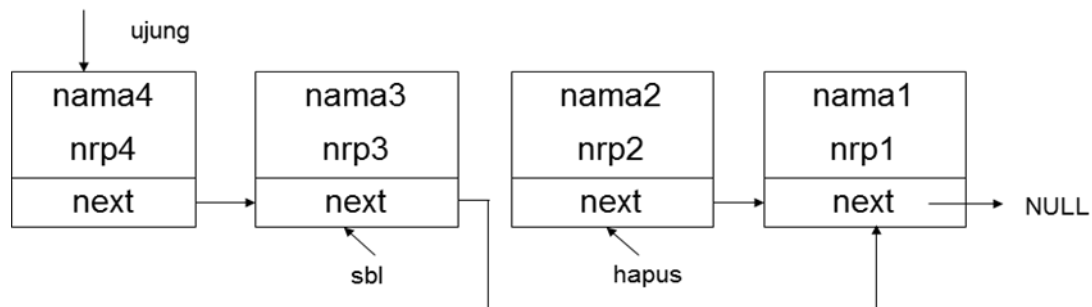 ujung
nama4
nrp4
next
nama3
nrp3
next
nama2
nrp2
next
nama1
nrp1
next
NULL
sbl
hapus